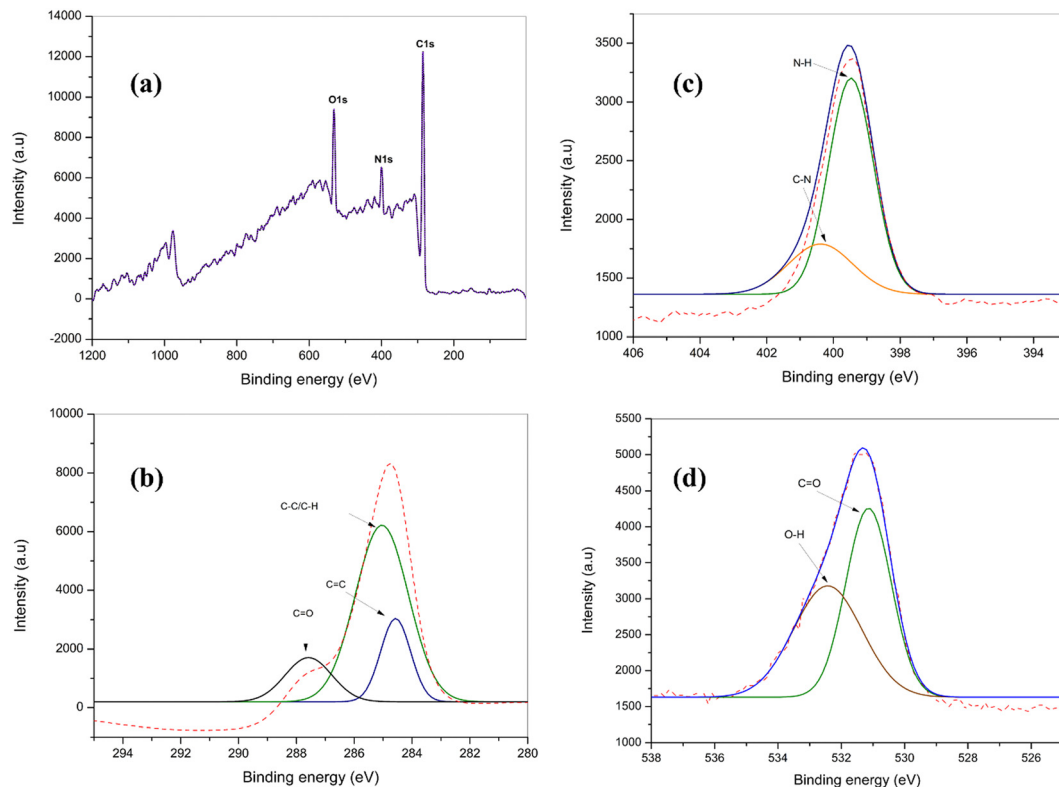 (a)
14000
12000
10000
8000
6000
4000
2000
0
-2000
1200
1000
800
600
400
200
Intensity (a.u)
Binding energy (eV)
O1s
N1s
C1s
(c)
3500
3000
2500
2000
1500
1000
406
404
402
400
398
396
394
Intensity (a.u)
Binding energy (eV)
N-H
C-N
(b)
10000
8000
6000
4000
2000
0
294
292
290
288
286
284
282
280
Intensity (a.u)
Binding energy (eV)
C-C/C-H
C=C
C=O
(d)
5500
5000
4500
4000
3500
3000
2500
2000
1500
1000
538
536
534
532
530
528
526
Intensity (a.u)
Binding energy (eV)
C=O
O-H